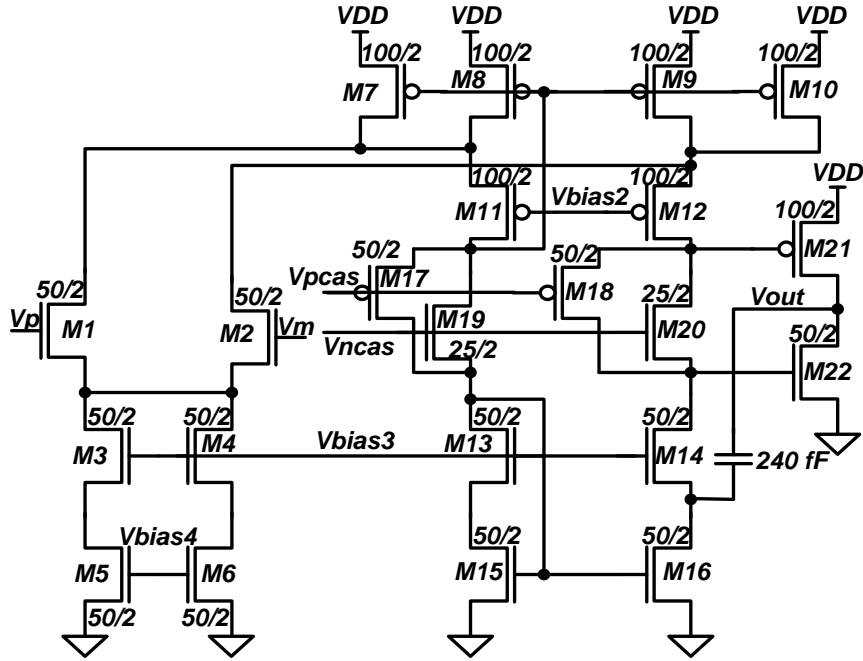 VDD VDD VDD VDD
100/2 100/2 100/2 100/2
M7 M8 M9 M10
100/2 100/2 VDD
M11 Vbias2 M12 100/2
50/2 50/2 M21
Vpcas M17 M18
50/2 50/2 25/2 Vout
Vp M1 M2 Vm M19 M20
Vncas 25/2 50/2
M22
50/2 50/2 50/2 50/2
M3 M4 Vbias3 M13 M14 240 fF
Vbias4 50/2 50/2
M5 M6 M15 M16
50/2 50/2